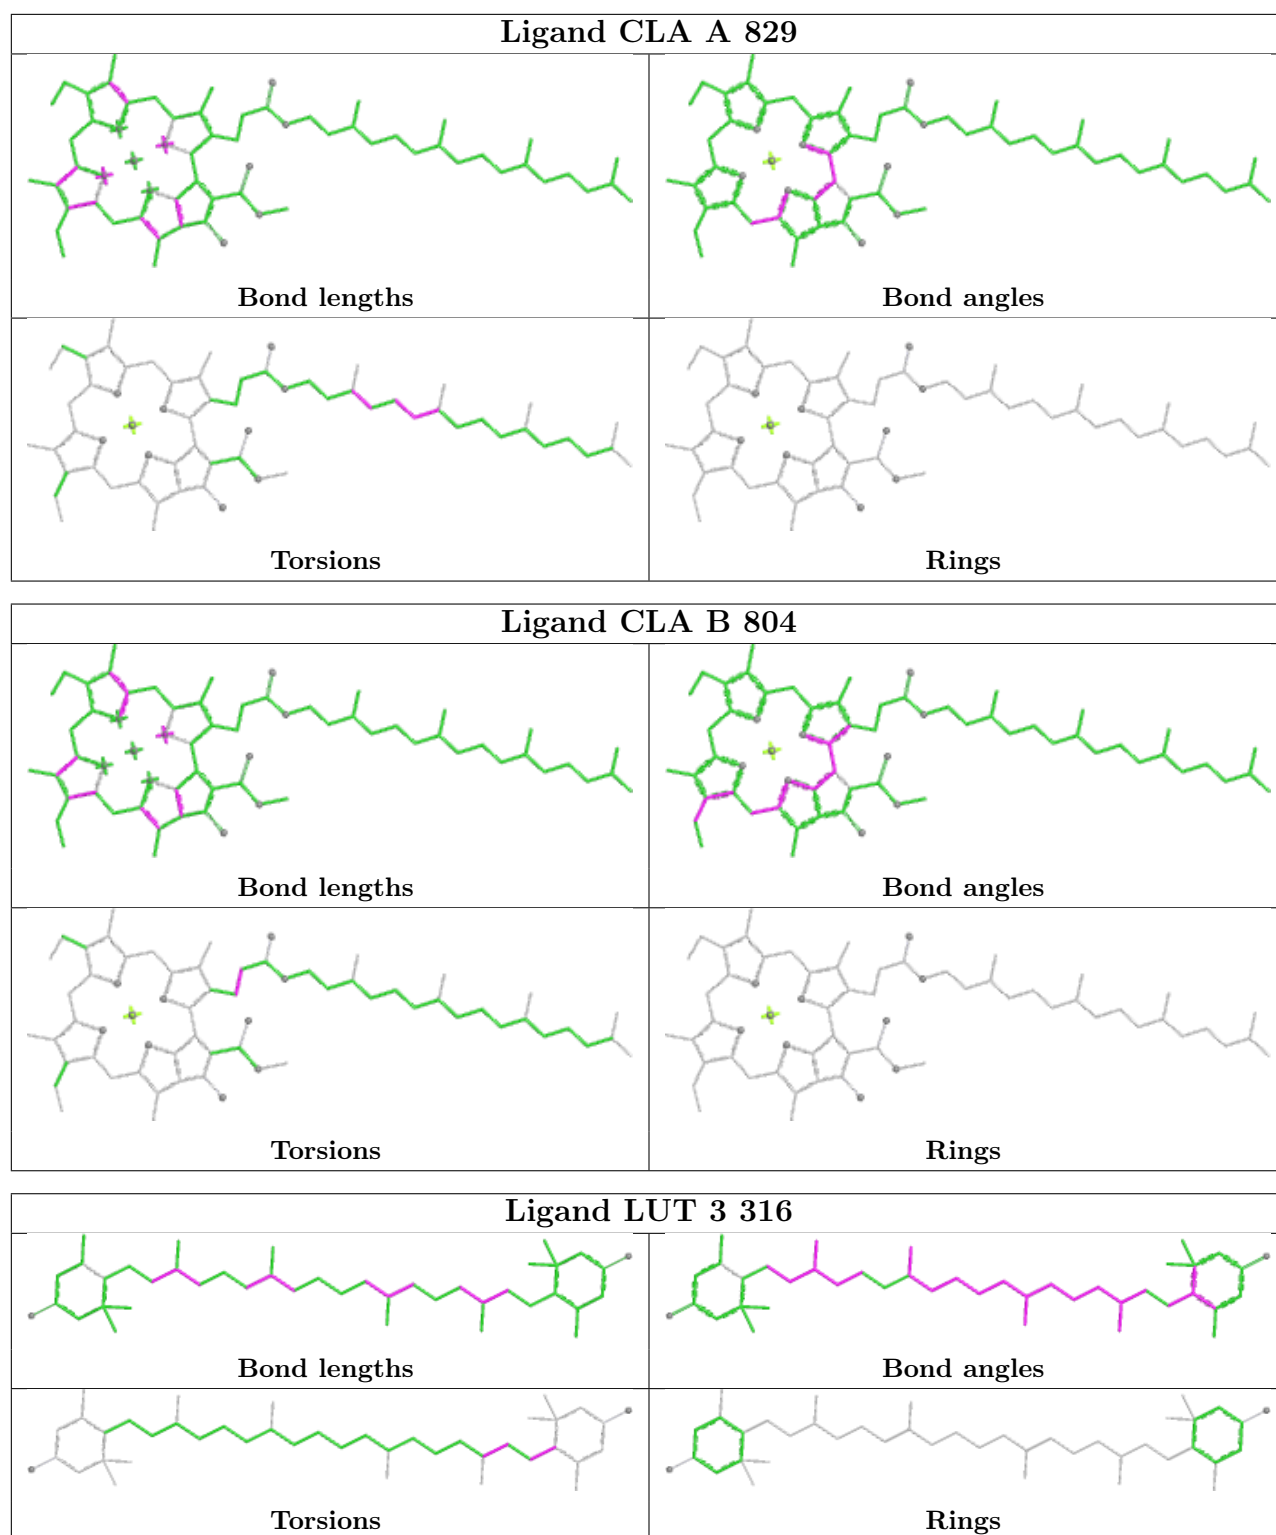 Ligand CLA A 829
Bond lengths
Bond angles
Torsions
Rings
Ligand CLA B 804
Bond lengths
Bond angles
Torsions
Rings
Ligand LUT 3 316
Bond lengths
Bond angles
Torsions
Rings